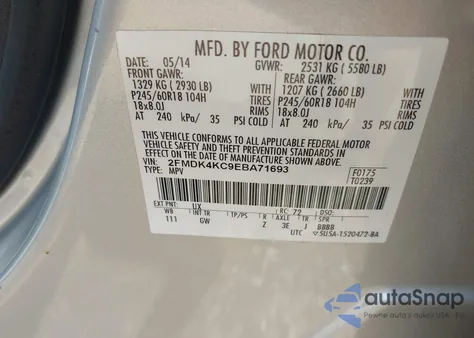 MFD. BY FORD MOTOR CO.
DATE: 05/14 GVWR: 2531 KG ( 5580 LB)
FRONT GAWR: REAR GAWR:
1329 KG ( 2930 LB) WITH 1207 KG ( 2660 LB) WITH
P245/60R18 104H TIRES P245/60R18 104H TIRES
18x8.0J RIMS 18x8.0J RIMS
AT 240 kPa/ 35 PSI COLD AT 240 kPa/ 35 PSI COLD
THIS VEHICLE CONFORMS TO ALL APPLICABLE FEDERAL MOTOR
VEHICLE SAFETY AND THEFT PREVENTION STANDARDS IN EFFECT ON
THE DATE OF MANUFACTURE SHOWN ABOVE.
VIN: 2FMDK4KC9EBA71693 F0175
TYPE: MPV T0239
EXT PNT: UX RC: 72 DSO:
WB INT TR TP/PS R AX TR
111 GW Z 3E J BBBB
UTC 5U5A-1520472-BA
autoSnap